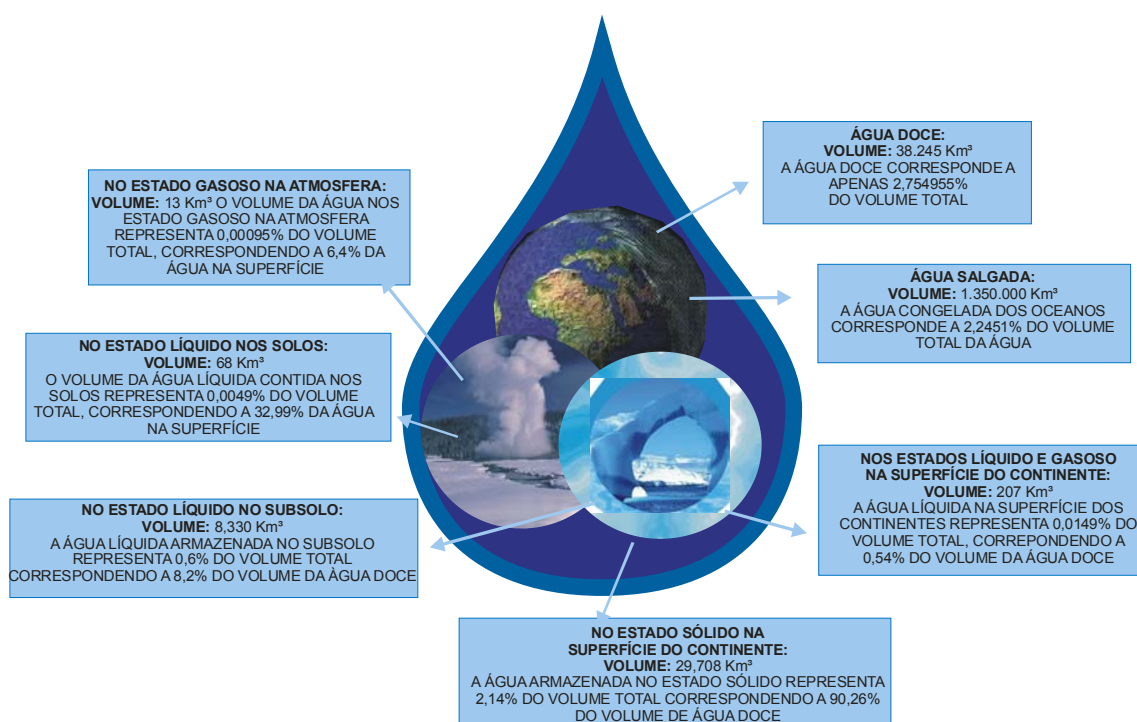 ÁGUA DOCE:
VOLUME: 38.245 Km³
A ÁGUA DOCE CORRESPONDE A
APENAS 2,754955%
DO VOLUME TOTAL
NO ESTADO GASOSO NA ATMOSFERA:
VOLUME: 13 Km³ O VOLUME DA ÁGUA NOS
ESTADO GASOSO NA ATMOSFERA
REPRESENTA 0,00095% DO VOLUME
TOTAL, CORRESPONDENDO A 6,4% DA
ÁGUA NA SUPERFÍCIE
ÁGUA SALGADA:
VOLUME: 1.350.000 Km³
A ÁGUA CONGELADA DOS OCEANOS
CORRESPONDE A 2,2451% DO VOLUME
TOTAL DA ÁGUA
NO ESTADO LÍQUIDO NOS SOLOS:
VOLUME: 68 Km³
O VOLUME DA ÁGUA LÍQUIDA CONTIDA NOS
SOLOS REPRESENTA 0,0049% DO VOLUME
TOTAL, CORRESPONDENDO A 32,99% DA ÁGUA
NA SUPERFÍCIE
NOS ESTADOS LÍQUIDO E GASOSO
NA SUPERFÍCIE DO CONTINENTE:
VOLUME: 207 Km³
A ÁGUA LÍQUIDA NA SUPERFÍCIE DOS
CONTINENTES REPRESENTA 0,0149% DO
VOLUME TOTAL, CORREPONDENDO A
0,54% DO VOLUME DA ÁGUA DOCE
NO ESTADO LÍQUIDO NO SUBSOLO:
VOLUME: 8,330 Km³
A ÁGUA LÍQUIDA ARMAZENADA NO SUBSOLO
REPRESENTA 0,6% DO VOLUME TOTAL
CORRESPONDENDO A 8,2% DO VOLUME DA ÀGUA DOCE
NO ESTADO SÓLIDO NA
SUPERFÍCIE DO CONTINENTE:
VOLUME: 29,708 Km³
A ÁGUA ARMAZENADA NO ESTADO SÓLIDO REPRESENTA
2,14% DO VOLUME TOTAL CORRESPONDENDO A 90,26%
DO VOLUME DE ÁGUA DOCE